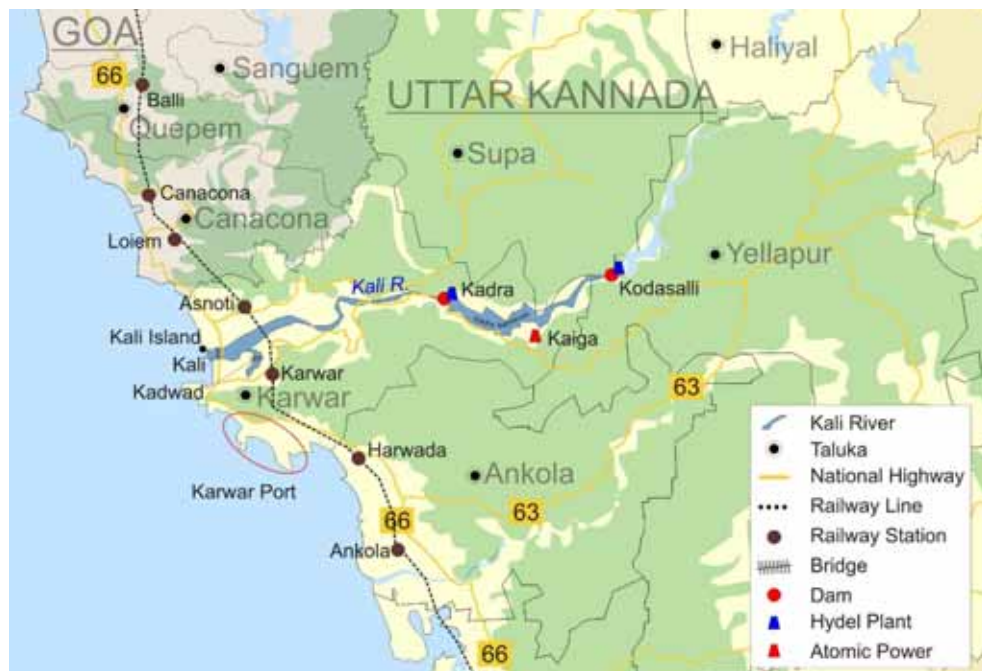 GOA
66
Balli
Sanguem
Quepem
Haliyal
UTTAR KANNADA
Supa
Canacona
Canacona
Loiem
Yellapur
Kali R.
Asnoti
Kadra
Kodasalli
Kali Island
Kali
Kaiga
Karwar
Kadwad
Karwar
63
Harwada
Karwar Port
Ankola
66
63
Ankola
66
Kali River
Taluka
National Highway
Railway Line
Railway Station
Bridge
Dam
Hydel Plant
Atomic Power